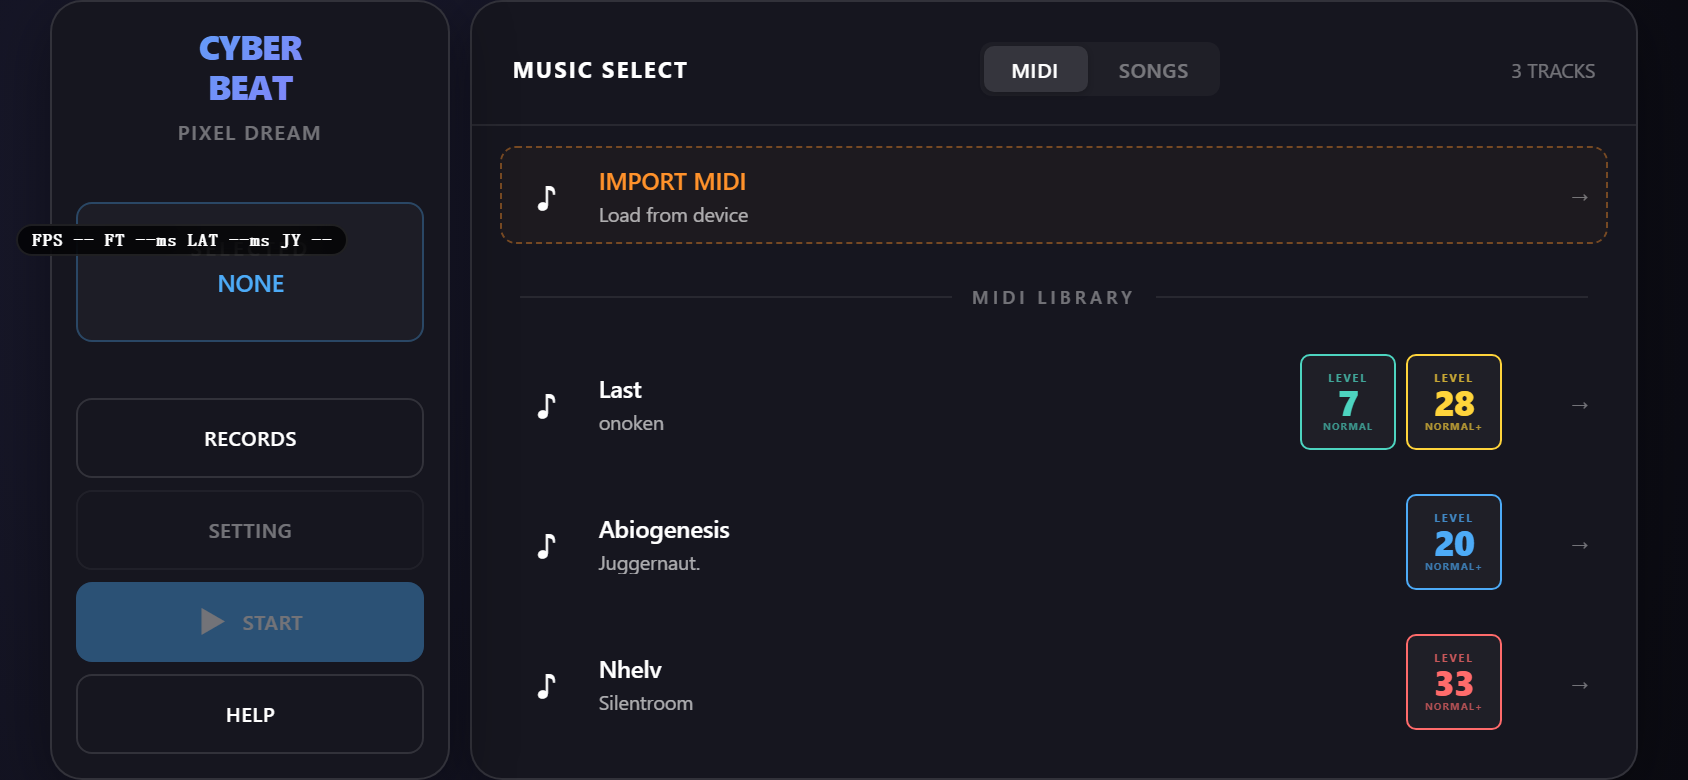 CYBER
BEAT
PIXEL DREAM
FPS -- FT --ms LAT --ms JY --
NONE
RECORDS
SETTING
START
HELP
MUSIC SELECT
MIDI
SONGS
3 TRACKS
IMPORT MIDI
Load from device
→
MIDI LIBRARY
Last
onoken
LEVEL
7
NORMAL
LEVEL
28
NORMAL+
→
Abiogenesis
Juggernaut.
LEVEL
20
NORMAL+
→
Nhelv
Silentroom
LEVEL
33
NORMAL+
→